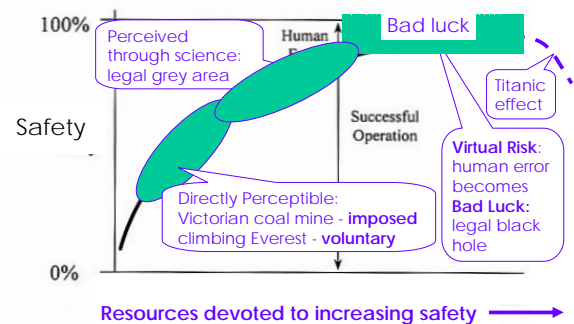 100%
Bad luck
Perceived
through science:
legal grey area
Human
Titanic
effect
Safety
Successful
Operation
Virtual Risk:
human error
becomes
Bad Luck:
legal black
hole
Directly Perceptible:
Victorian coal mine - imposed
climbing Everest - voluntary
0%
Resources devoted to increasing safety